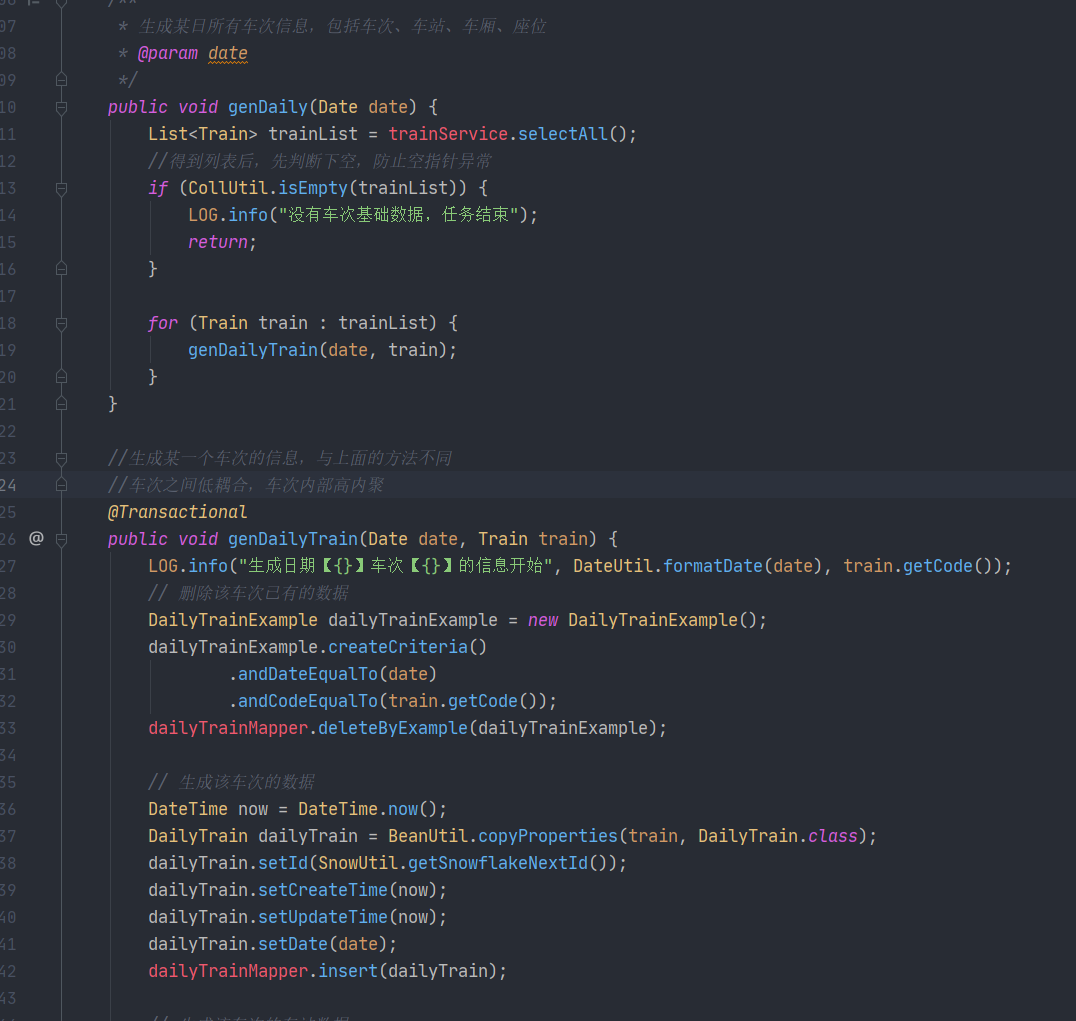 /**
07 * 生成某日所有车次信息，包括车次、车站、车厢、座位
08 * @param date
09 */
10 public void genDaily(Date date) {
11 List<Train> trainList = trainService.selectAll();
12 //得到列表后，先判断下空，防止空指针异常
13 if (CollUtil.isEmpty(trainList)) {
14 LOG.info("没有车次基础数据，任务结束");
15 return;
16 }
17
18 for (Train train : trainList) {
19 genDailyTrain(date, train);
20 }
21 }
22
23 //生成某一个车次的信息，与上面的方法不同
24 //车次之间低耦合，车次内部高内聚
25 @Transactional
26 @ public void genDailyTrain(Date date, Train train) {
27 LOG.info("生成日期【{}】车次【{}】的信息开始", DateUtil.formatDate(date), train.getCode());
28 // 删除该车次已有的数据
29 DailyTrainExample dailyTrainExample = new DailyTrainExample();
30 dailyTrainExample.createCriteria()
31 .andDateEqualTo(date)
32 .andCodeEqualTo(train.getCode());
33 dailyTrainMapper.deleteByExample(dailyTrainExample);
34
35 // 生成该车次的数据
36 DateTime now = DateTime.now();
37 DailyTrain dailyTrain = BeanUtil.copyProperties(train, DailyTrain.class);
38 dailyTrain.setId(SnowUtil.getSnowflakeNextId());
39 dailyTrain.setCreateTime(now);
40 dailyTrain.setUpdateTime(now);
41 dailyTrain.setDate(date);
42 dailyTrainMapper.insert(dailyTrain);
43